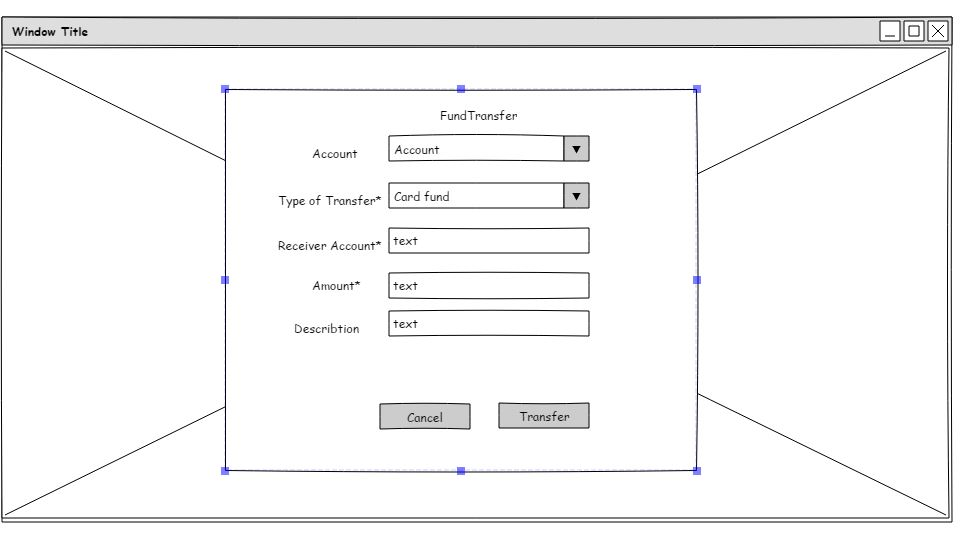 Window Title
FundTransfer
Account Account
Type of Transfer* Card fund
Receiver Account* text
Amount* text
Describtion text
Cancel Transfer